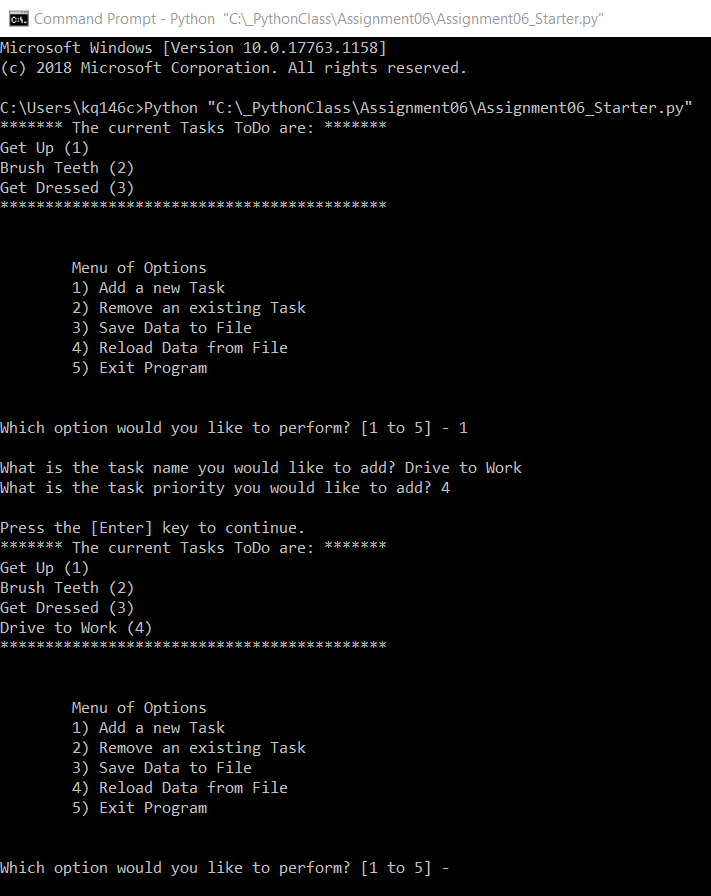 Command Prompt - Python "C:\_PythonClass\Assignment06\Assignment06_Starter.py"
Microsoft Windows [Version 10.0.17763.1158]
(c) 2018 Microsoft Corporation. All rights reserved.
C:\Users\kq146c>Python "C:\_PythonClass\Assignment06\Assignment06_Starter.py"
******* The current Tasks ToDo are: *******
Get Up (1)
Brush Teeth (2)
Get Dressed (3)
*******************************************
Menu of Options
1) Add a new Task
2) Remove an existing Task
3) Save Data to File
4) Reload Data from File
5) Exit Program
Which option would you like to perform? [1 to 5] - 1
What is the task name you would like to add? Drive to Work
What is the task priority you would like to add? 4
Press the [Enter] key to continue.
******* The current Tasks ToDo are: *******
Get Up (1)
Brush Teeth (2)
Get Dressed (3)
Drive to Work (4)
*******************************************
Menu of Options
1) Add a new Task
2) Remove an existing Task
3) Save Data to File
4) Reload Data from File
5) Exit Program
Which option would you like to perform? [1 to 5] -